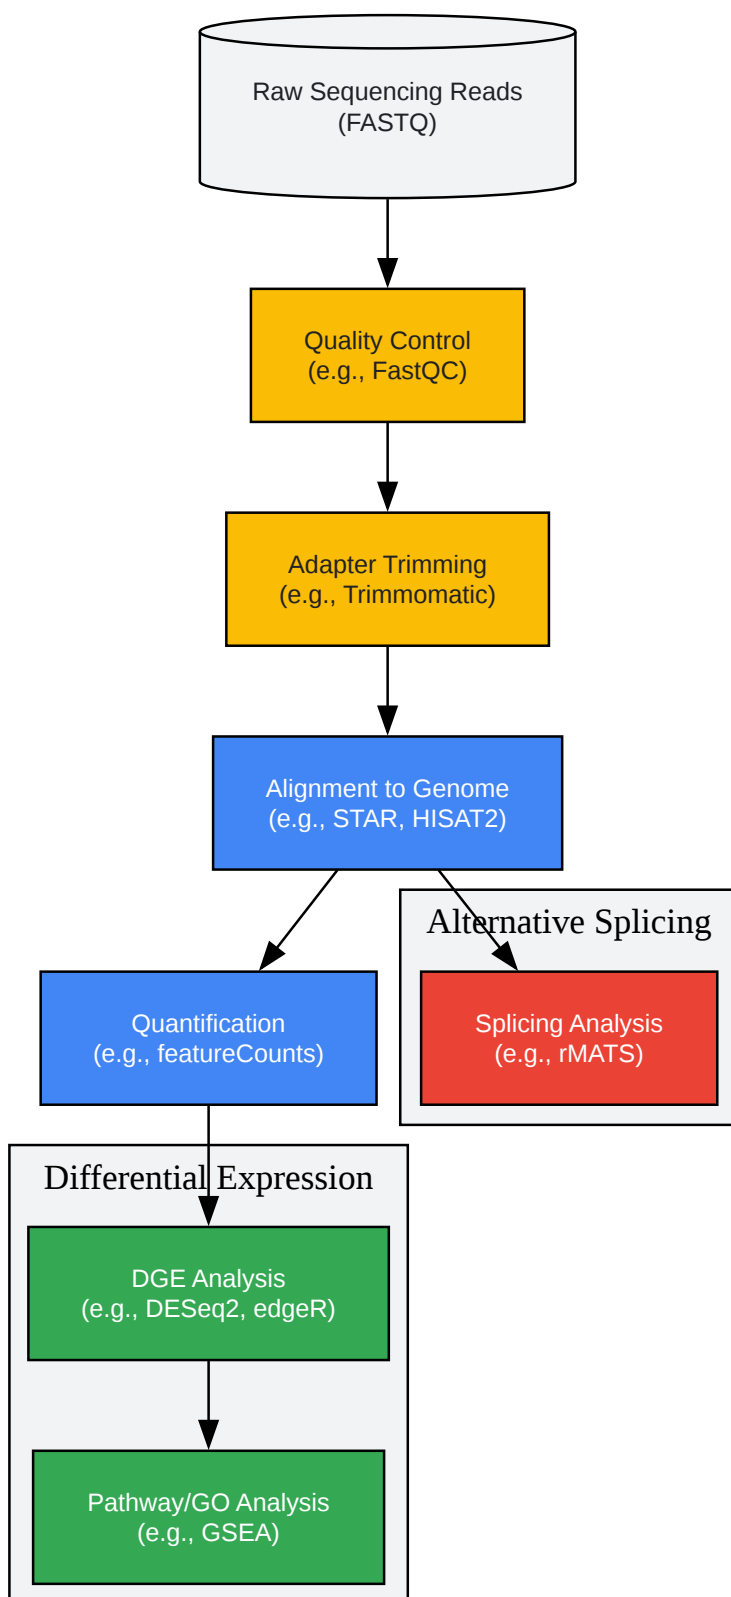 Raw Sequencing Reads
(FASTQ)
Quality Control
(e.g., FastQC)
Adapter Trimming
(e.g., Trimmomatic)
Alignment to Genome
(e.g., STAR, HISAT2)
Alternative Splicing
Quantification
(e.g., featureCounts)
Splicing Analysis
(e.g., rMATS)
Differential Expression
DGE Analysis
(e.g., DESeq2, edgeR)
Pathway/GO Analysis
(e.g., GSEA)